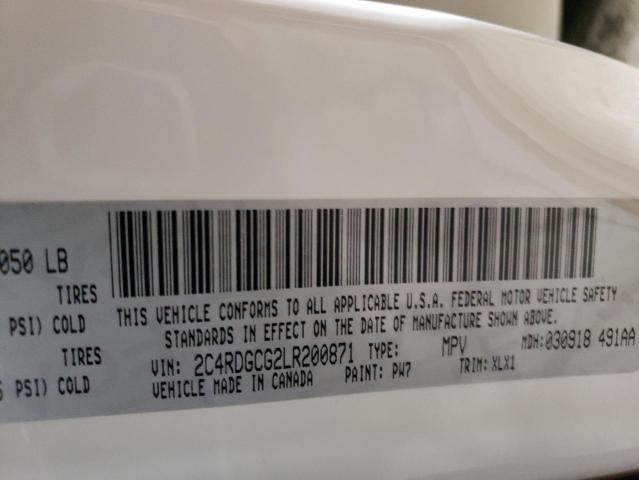 050 LB
TIRES
PSI) COLD
TIRES
PSI) COLD
THIS VEHICLE CONFORMS TO ALL APPLICABLE U.S.A. FEDERAL MOTOR VEHICLE SAFETY
STANDARDS IN EFFECT ON THE DATE OF MANUFACTURE SHOWN ABOVE.
VIN: 2C4RDGCG2LR200871 TYPE: MPV MDH: 030918 491AA
VEHICLE MADE IN CANADA PAINT: PW7 TRIM: XLX1